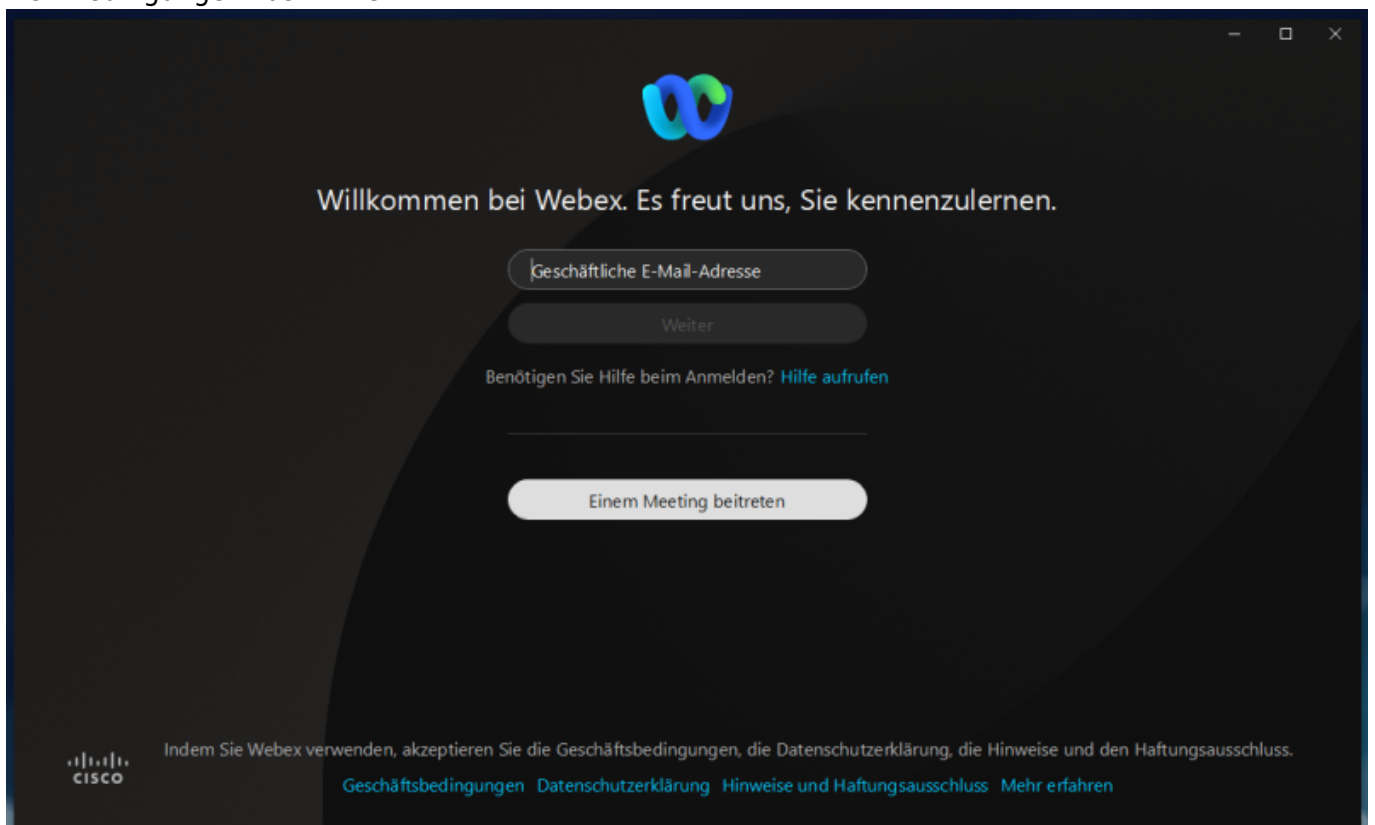 Willkommen bei Webex. Es freut uns, Sie kennenzulernen.
Geschäftliche E-Mail-Adresse
Weiter
Benötigen Sie Hilfe beim Anmelden? Hilfe aufrufen
Einem Meeting beitreten
Indem Sie Webex verwenden, akzeptieren Sie die Geschäftsbedingungen, die Datenschutzerklärung, die Hinweise und den Haftungsausschluss.
CISCO
Geschäftsbedingungen Datenschutzerklärung Hinweise und Haftungsausschluss Mehr erfahren